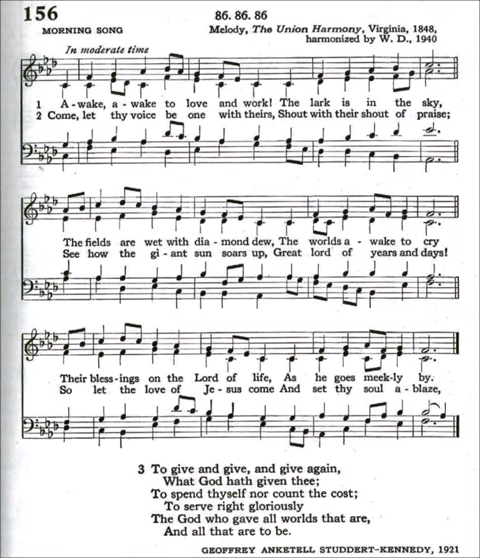 156
86. 86. 86
MORNING SONG
Melody, The Union Harmony, Virginia, 1848,
harmonized by W. D., 1940
In moderate time
1 A-wake, a-wake to love and work! The lark is in the sky,
2 Come, let thy voice be one with theirs, Shout with their shout of praise;
The fields are wet with dia-mond dew, The worlds a-wake to cry
See how the gi-ant sun soars up, Great lord of years and days!
Their bless-ings on the Lord of life, As he goes meek-ly by.
So let the love of Je-sus come And set thy soul a-blaze,
3 To give and give, and give again,
What God hath given thee;
To spend thyself nor count the cost;
To serve right gloriously
The God who gave all worlds that are,
And all that are to be.
GEOFFREY ANKETELL STUDDERT-KENNEDY, 1921